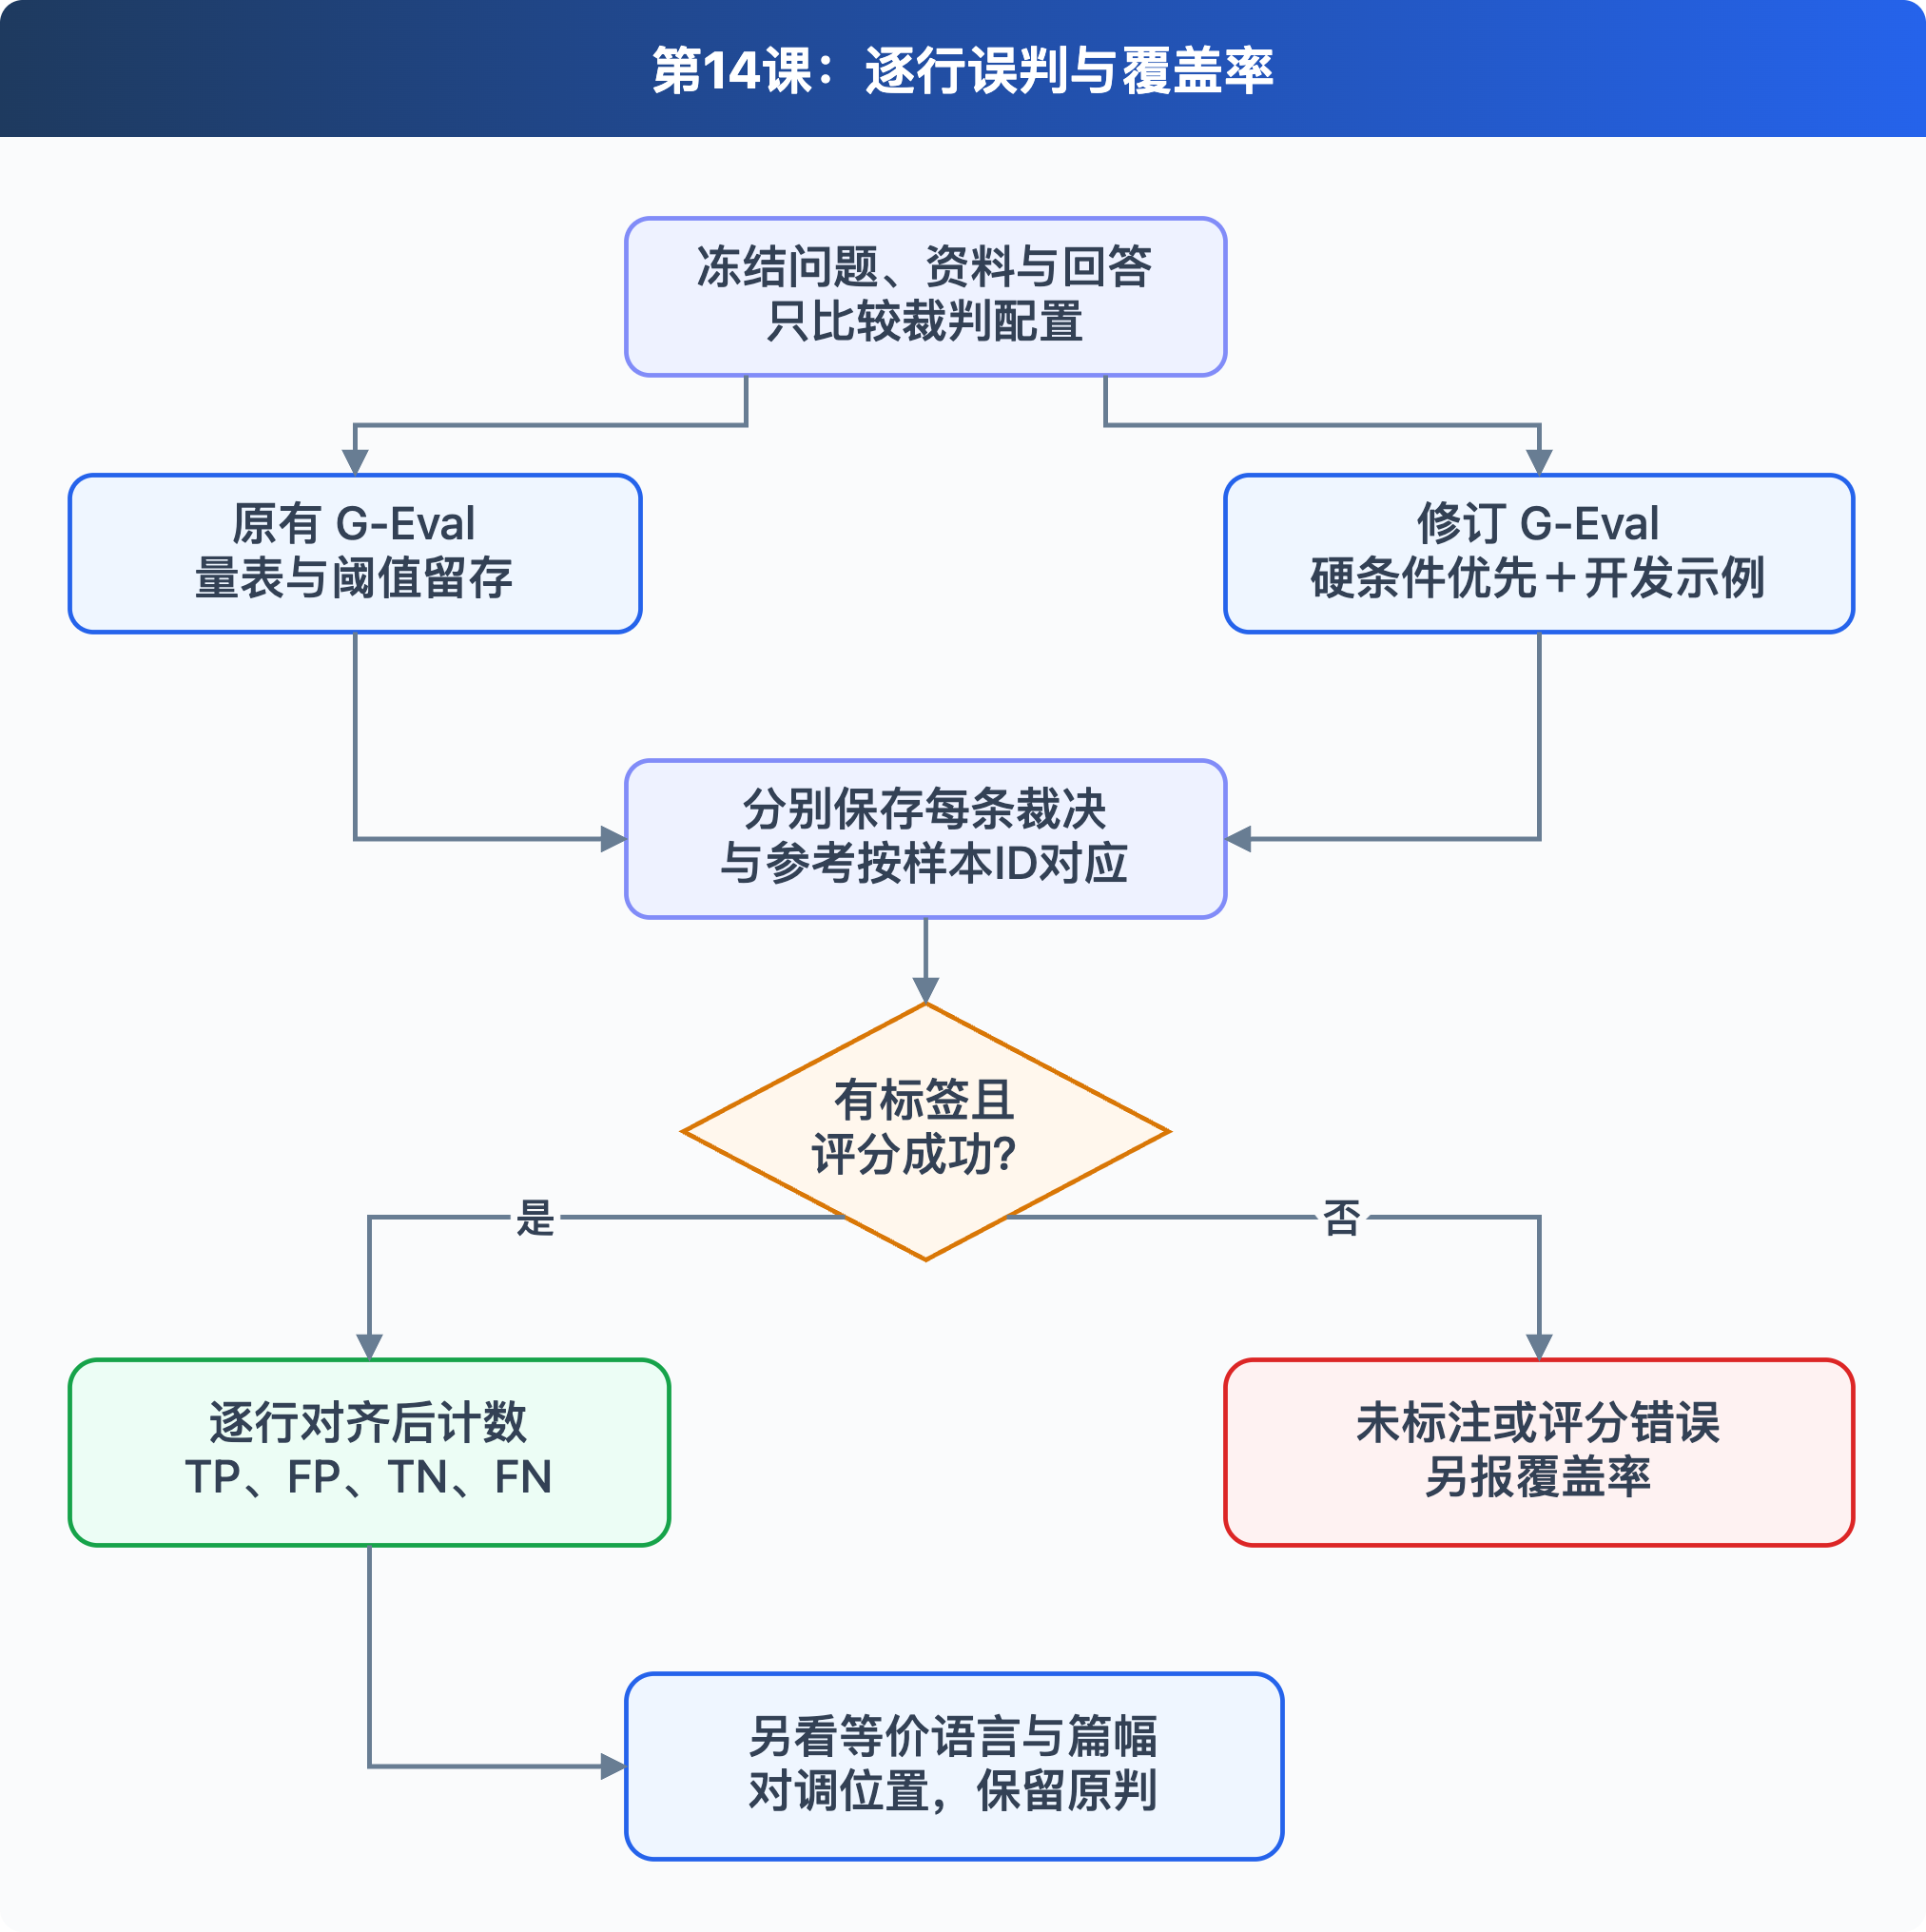 第14课：逐行误判与覆盖率
冻结问题、资料与回答
只比较裁判配置
原有 G-Eval
量表与阈值留存
修订 G-Eval
硬条件优先＋开发示例
分别保存每条裁决
与参考按样本ID对应
有标签且
评分成功？
是
否
逐行对齐后计数
TP、FP、TN、FN
未标注或评分错误
另报覆盖率
另看等价语言与篇幅
对调位置，保留原判